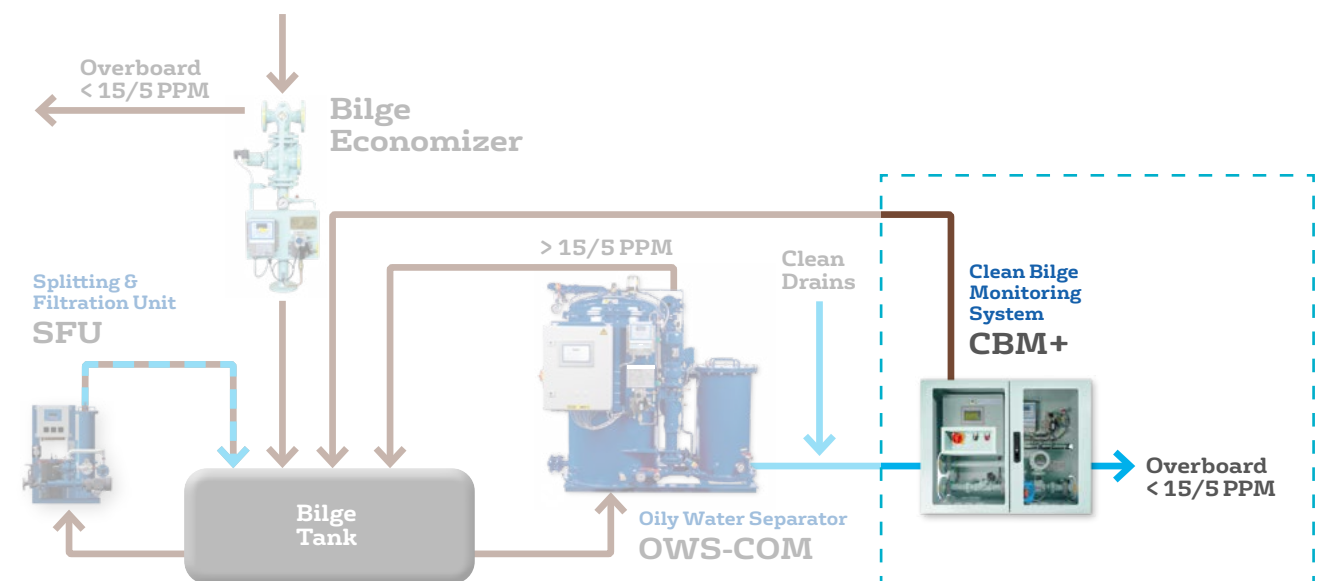 Overboard
< 15/5 PPM
Bilge
Economizer
> 15/5 PPM
Clean
Drains
Splitting &
Filtration Unit
SFU
Clean Bilge
Monitoring
System
CBM+
Overboard
< 15/5 PPM
Bilge
Tank
Oily Water Separator
OWS-COM